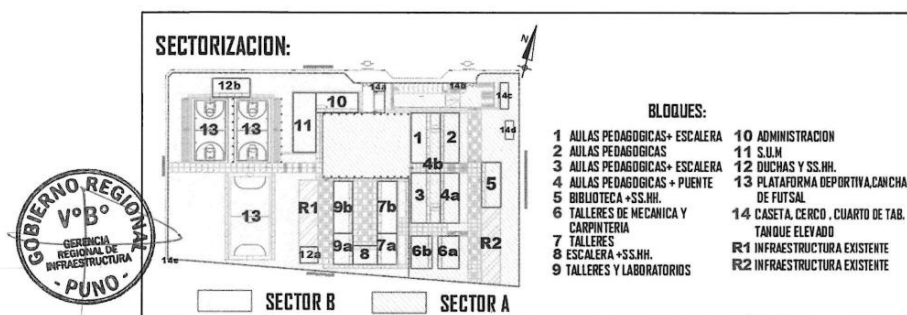 SECTORIZACION:
N
12b
14a
14b
14c
10
13
13
11
1
2
14d
4b
5
13
R1
9b
7b
3
4a
R2
12a
9a
8
7a
6b
6a
14e
SECTOR B
SECTOR A
BLOQUES:
1 AULAS PEDAGOGICAS+ ESCALERA
2 AULAS PEDAGOGICAS
3 AULAS PEDAGOGICAS+ ESCALERA
4 AULAS PEDAGOGICAS + PUENTE
5 BIBLIOTECA +SS.HH.
6 TALLERES DE MECANICA Y
CARPINTERIA
7 TALLERES
8 ESCALERA +SS.HH.
9 TALLERES Y LABORATORIOS
10 ADMINISTRACION
11 S.U.M
12 DUCHAS Y SS.HH.
13 PLATAFORMA DEPORTIVA,CANCHA
DE FUTSAL
14 CASETA, CERCO , CUARTO DE TAB.
TANQUE ELEVADO
R1 INFRAESTRUCTURA EXISTENTE
R2 INFRAESTRUCTURA EXISTENTE
GOBIERNO REGIONAL
V°B°
GERENCIA
REGIONAL DE
INFRAESTRUCTURA
- PUNO -